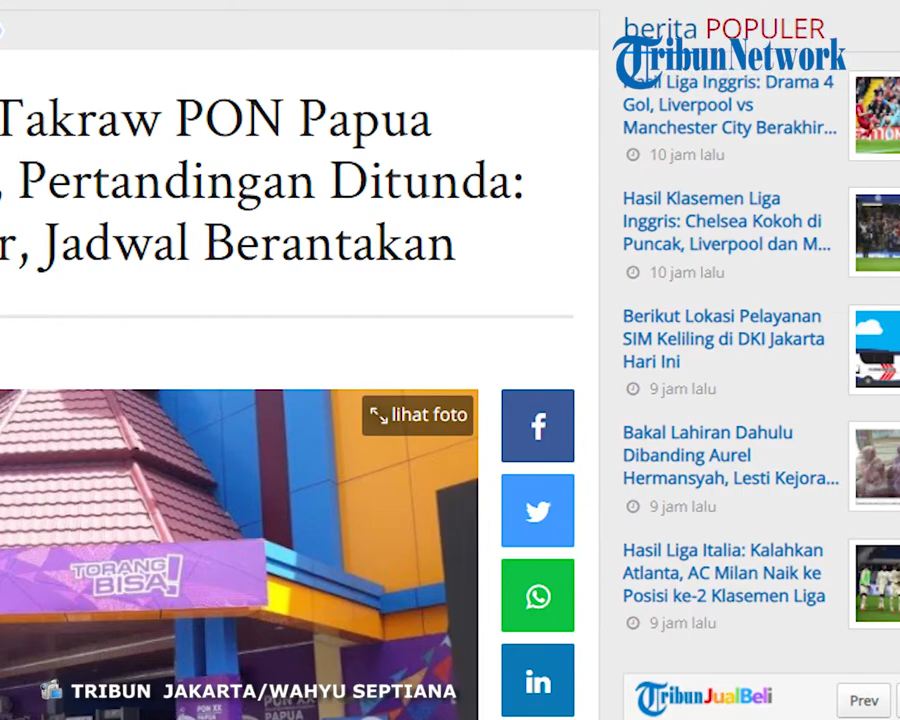 Takraw PON Papua
, Pertandingan Ditunda:
r, Jadwal Berantakan
lihat foto
TORANG
BISA!
TRIBUN JAKARTA/WAHYU SEPTIANA
PON XX
PAPUA
berita POPULER
TribunNetwork
Hasil Liga Inggris: Drama 4
Gol, Liverpool vs
Manchester City Berakhir...
10 jam lalu
Hasil Klasemen Liga
Inggris: Chelsea Kokoh di
Puncak, Liverpool dan M...
10 jam lalu
Berikut Lokasi Pelayanan
SIM Keliling di DKI Jakarta
Hari Ini
9 jam lalu
Bakal Lahiran Dahulu
Dibanding Aurel
Hermansyah, Lesti Kejora...
9 jam lalu
Hasil Liga Italia: Kalahkan
Atlanta, AC Milan Naik ke
Posisi ke-2 Klasemen Liga
9 jam lalu
TribunJualBeli
Prev